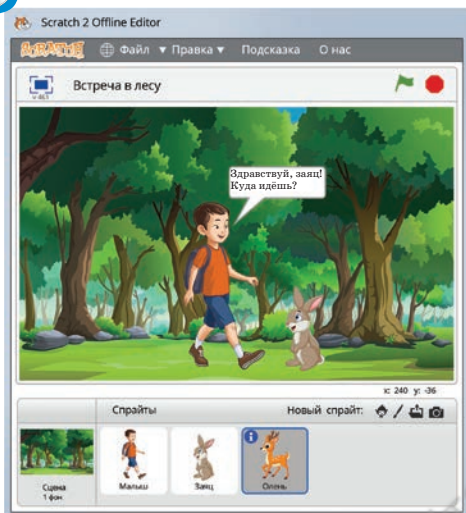 Scratch 2 Offline Editor
SCRATCH Файл ▼ Правка ▼ Подсказка О нас
Встреча в лесу
v461
Здравствуй, заяц!
Куда идёшь?
x: 240 y: -36
Спрайты Новый спрайт:
Сцена
1 фон
Малыш Заяц Олень